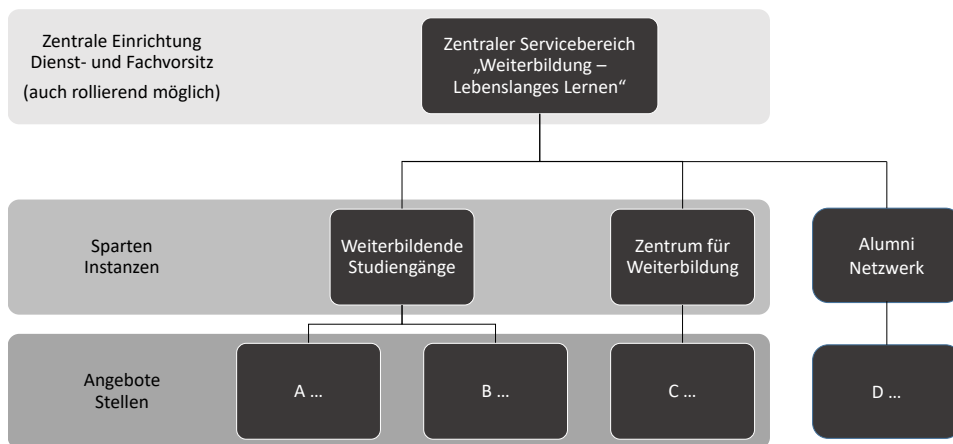 Zentrale Einrichtung
Dienst- und Fachvorsitz
(auch rollierend möglich)
Zentraler Servicebereich
„Weiterbildung –
Lebenslanges Lernen“
Sparten
Instanzen
Weiterbildende
Studiengänge
Zentrum für
Weiterbildung
Alumni
Netzwerk
Angebote
Stellen
A ...
B ...
C ...
D ...